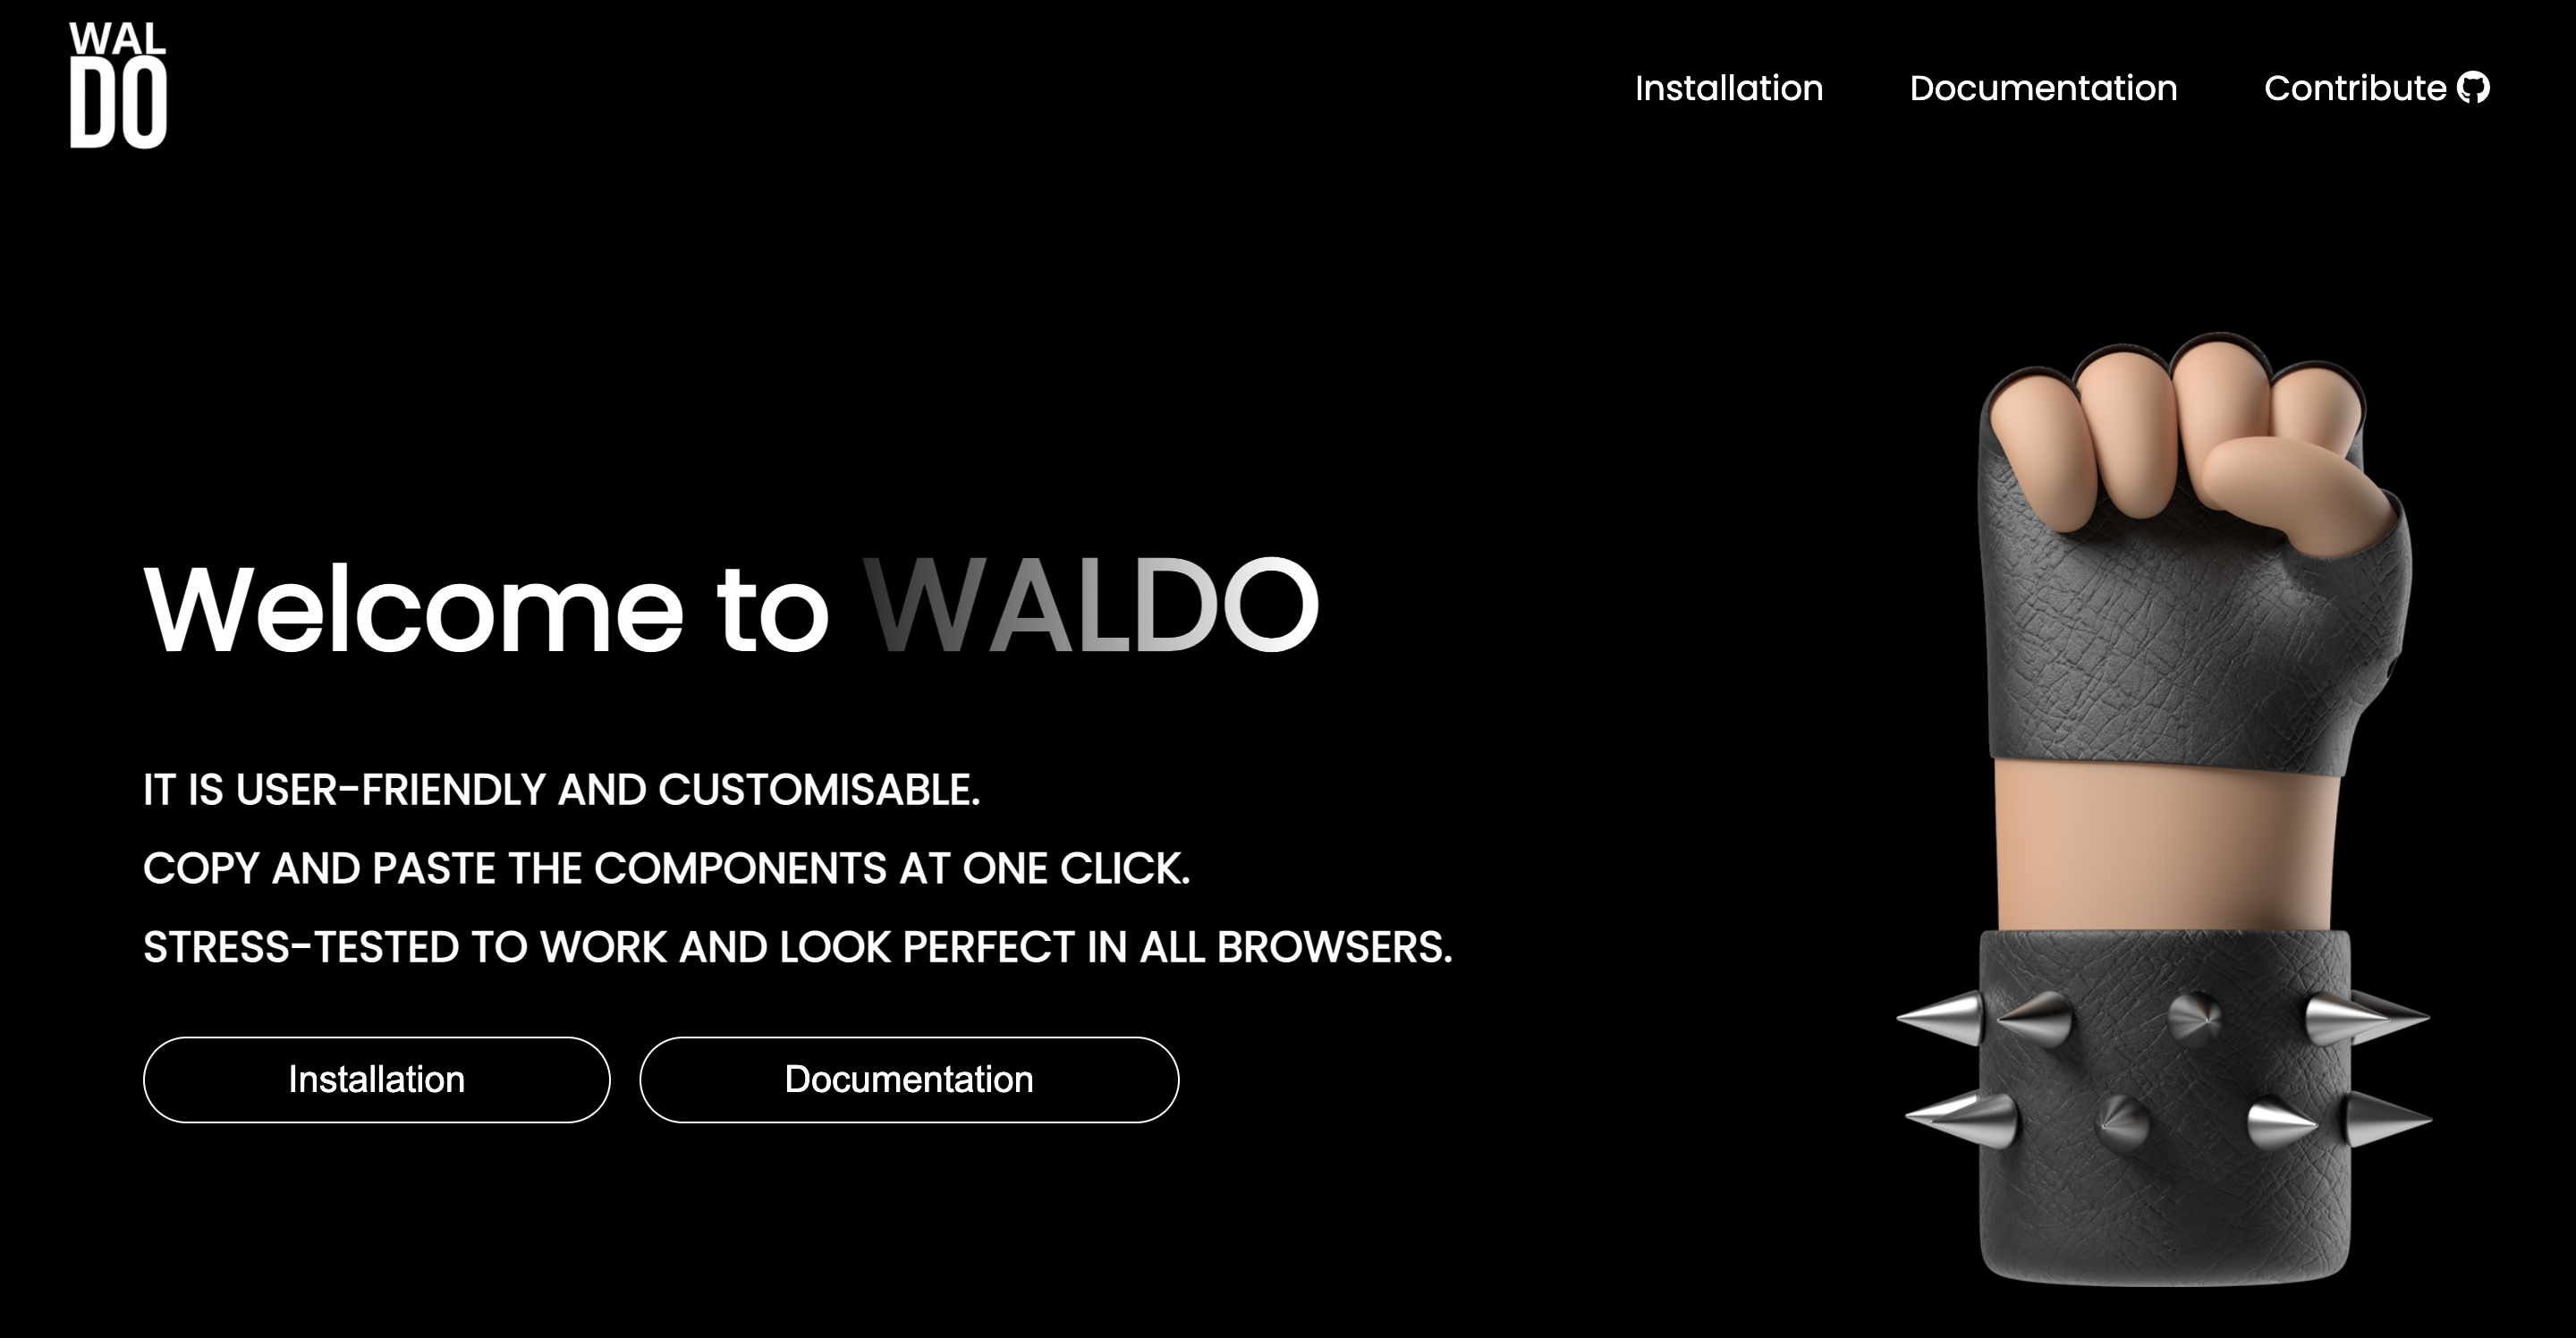 WAL
DO
Installation Documentation Contribute
Welcome to WALDO
IT IS USER-FRIENDLY AND CUSTOMISABLE.
COPY AND PASTE THE COMPONENTS AT ONE CLICK.
STRESS-TESTED TO WORK AND LOOK PERFECT IN ALL BROWSERS.
Installation Documentation